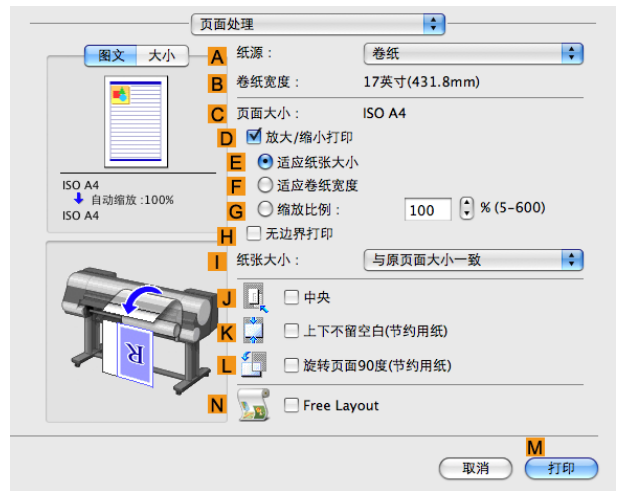 页面处理
图文 大小
A 纸源： 卷纸
B 卷纸宽度： 17英寸(431.8mm)
C 页面大小： ISO A4
D 放大/缩小打印
E 适应纸张大小
F 适应卷纸宽度
G 缩放比例： 100 % (5-600)
H 无边界打印
I 纸张大小： 与原页面大小一致
ISO A4
自动缩放 :100%
ISO A4
J 中央
K 上下不留空白(节约用纸)
L 旋转页面90度(节约用纸)
N Free Layout
R
M
取消 打印